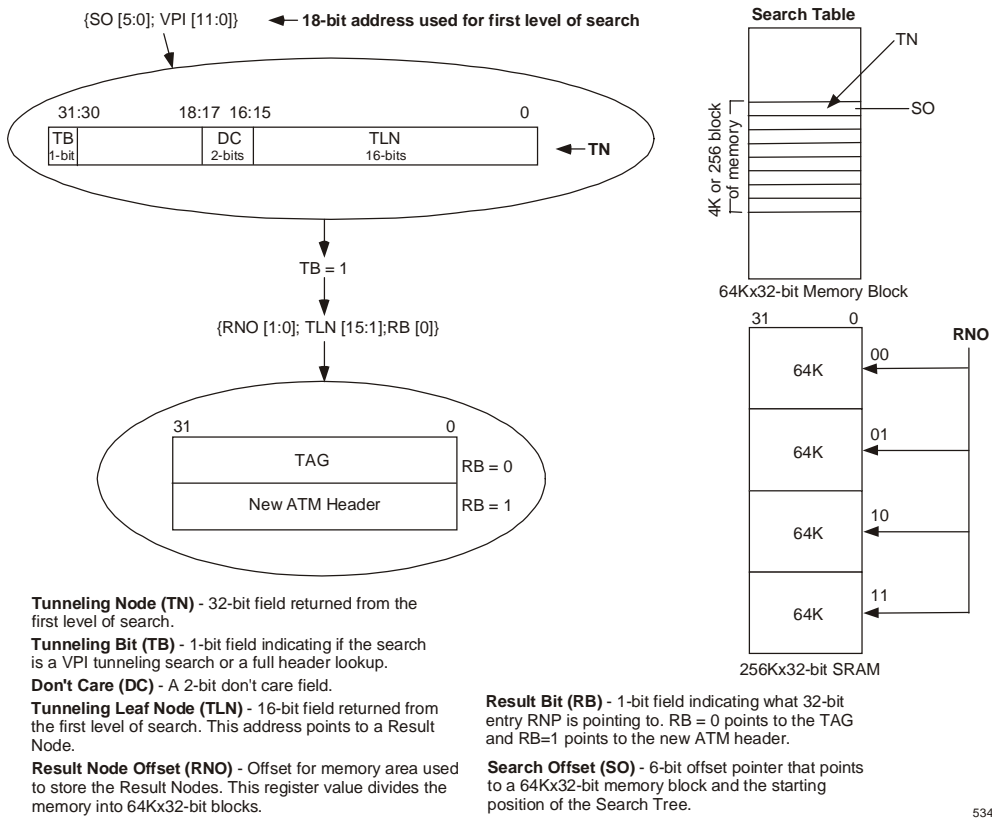 {SO [5:0]; VPI [11:0]}
18-bit address used for first level of search
31:30
18:17 16:15
0
TB
1-bit
DC
2-bits
TLN
16-bits
TN
TB = 1
{RNO [1:0]; TLN [15:1];RB [0]}
31
0
TAG
RB = 0
New ATM Header
RB = 1
Search Table
TN
SO
4K or 256 block
of memory
64Kx32-bit Memory Block
31
0
RNO
64K
00
64K
01
64K
10
64K
11
256Kx32-bit SRAM
Tunneling Node (TN) - 32-bit field returned from the
first level of search.
Tunneling Bit (TB) - 1-bit field indicating if the search
is a VPI tunneling search or a full header lookup.
Don't Care (DC) - A 2-bit don't care field.
Tunneling Leaf Node (TLN) - 16-bit field returned from
the first level of search. This address points to a Result
Node.
Result Node Offset (RNO) - Offset for memory area used
to store the Result Nodes. This register value divides the
memory into 64Kx32-bit blocks.
Result Bit (RB) - 1-bit field indicating what 32-bit
entry RNP is pointing to. RB = 0 points to the TAG
and RB=1 points to the new ATM header.
Search Offset (SO) - 6-bit offset pointer that points
to a 64Kx32-bit memory block and the starting
position of the Search Tree.
534